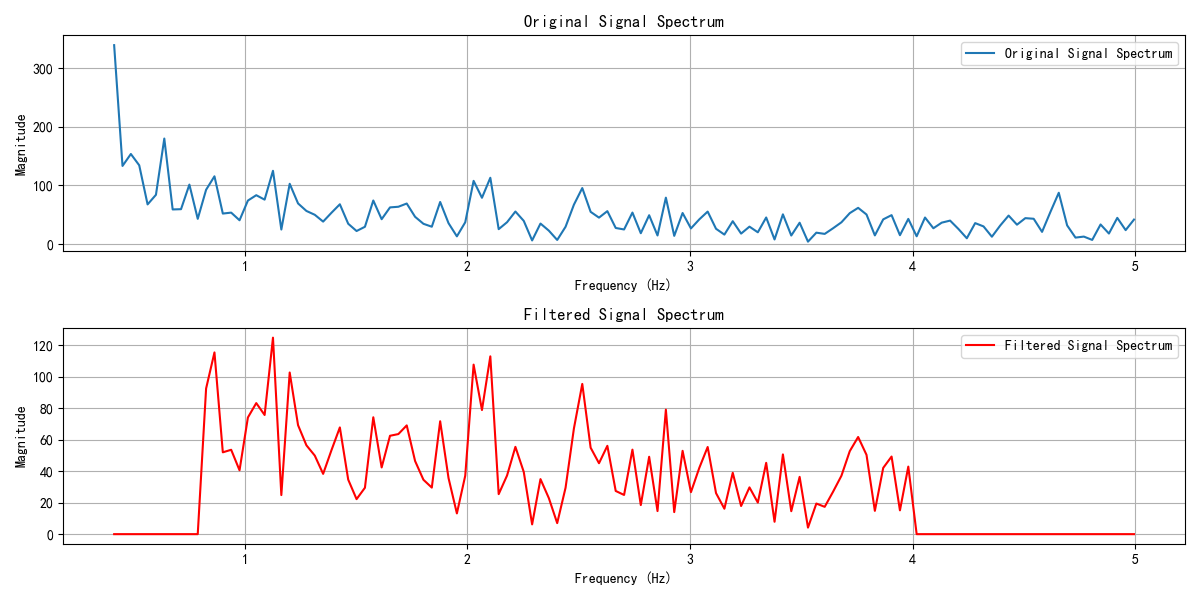 Original Signal Spectrum
Original Signal Spectrum
Magnitude
300
200
100
0
1 2 3 4 5
Frequency (Hz)
Filtered Signal Spectrum
Filtered Signal Spectrum
Magnitude
120
100
80
60
40
20
0
1 2 3 4 5
Frequency (Hz)